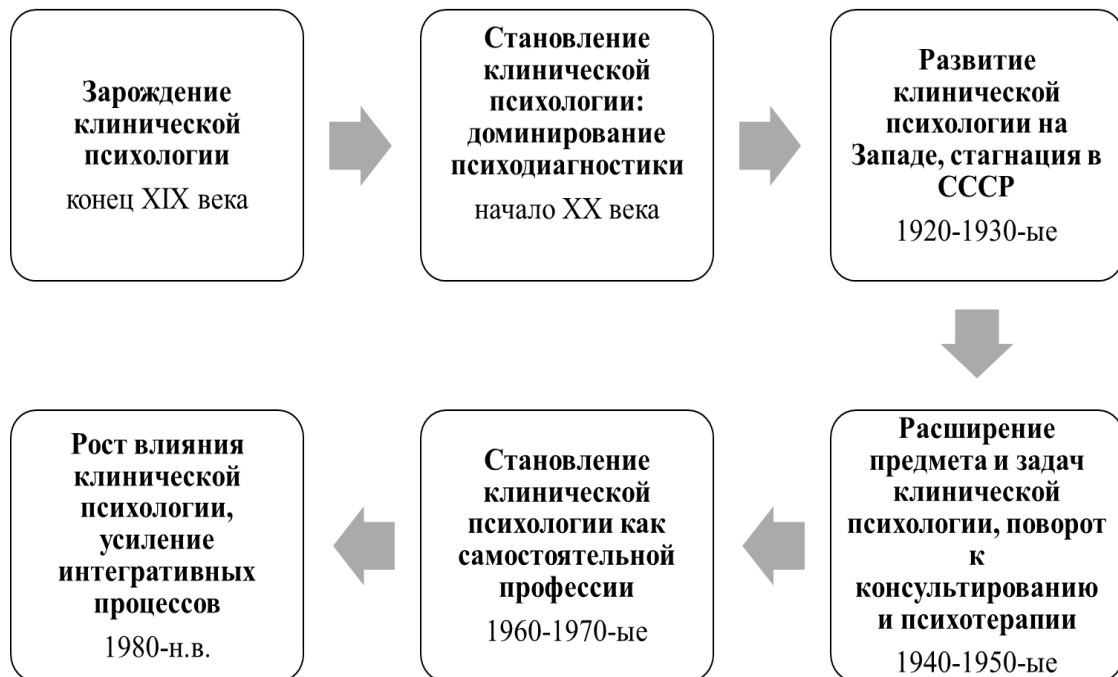 Зарождение
клинической
психологии
конец XIX века
Становление
клинической
психологии:
доминирование
психодиагностики
начало XX века
Развитие
клинической
психологии на
Западе, стагнация в
СССР
1920-1930-ые
Расширение
предмета и задач
клинической
психологии, поворот
к
консультированию
и психотерапии
1940-1950-ые
Становление
клинической
психологии как
самостоятельной
профессии
1960-1970-ые
Рост влияния
клинической
психологии,
усиление
интегративных
процессов
1980-н.в.